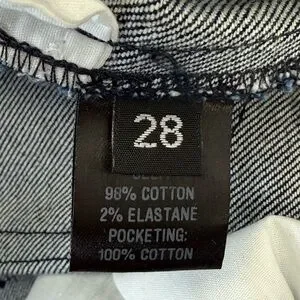 28
98% COTTON
2% ELASTANE
POCKETING:
100% COTTON